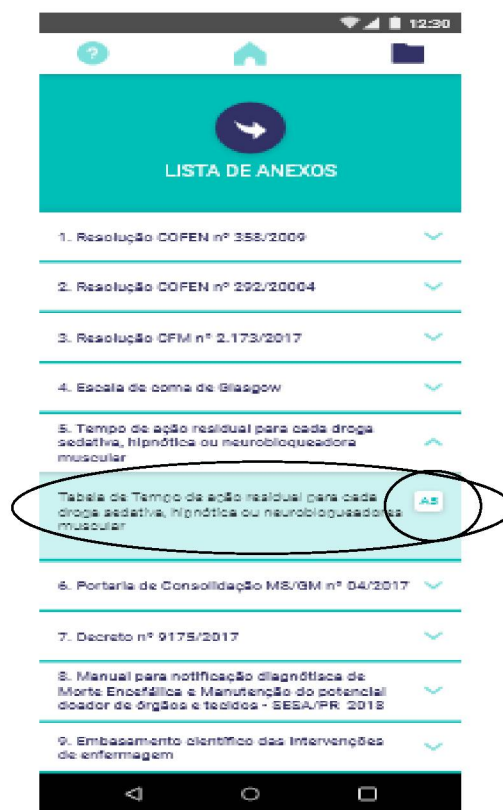 12:30
?
LISTA DE ANEXOS
1. Resolução COFEN nº 358/2009
2. Resolução COFEN nº 292/20004
3. Resolução CFM nº 2.173/2017
4. Escala de coma de Glasgow
5. Tempo de ação residual para cada droga
sedativa, hipnótica ou neurobloqueadora
muscular
Tabela de Tempo de ação residual para cada
droga sedativa, hipnótica ou neurobloqueadores
muscular
A5
6. Portaria de Consolidação MS/GM nº 04/2017
7. Decreto nº 9175/2017
8. Manual para notificação diagnótisca de
Morte Encefálica e Manutenção do potencial
doador de órgãos e tecidos - SESA/PR 2018
9. Embasamento científico das Intervenções
de enfermagem